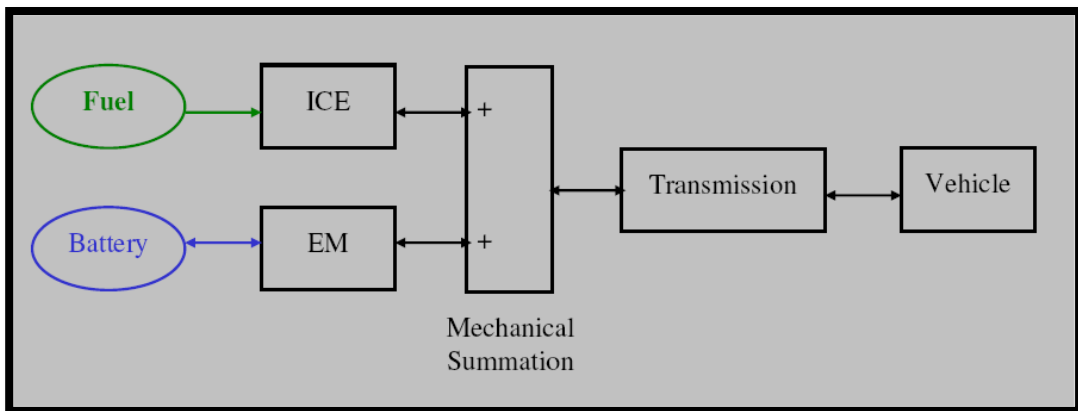 Fuel
ICE
+
Transmission
Vehicle
Battery
EM
+
Mechanical
Summation